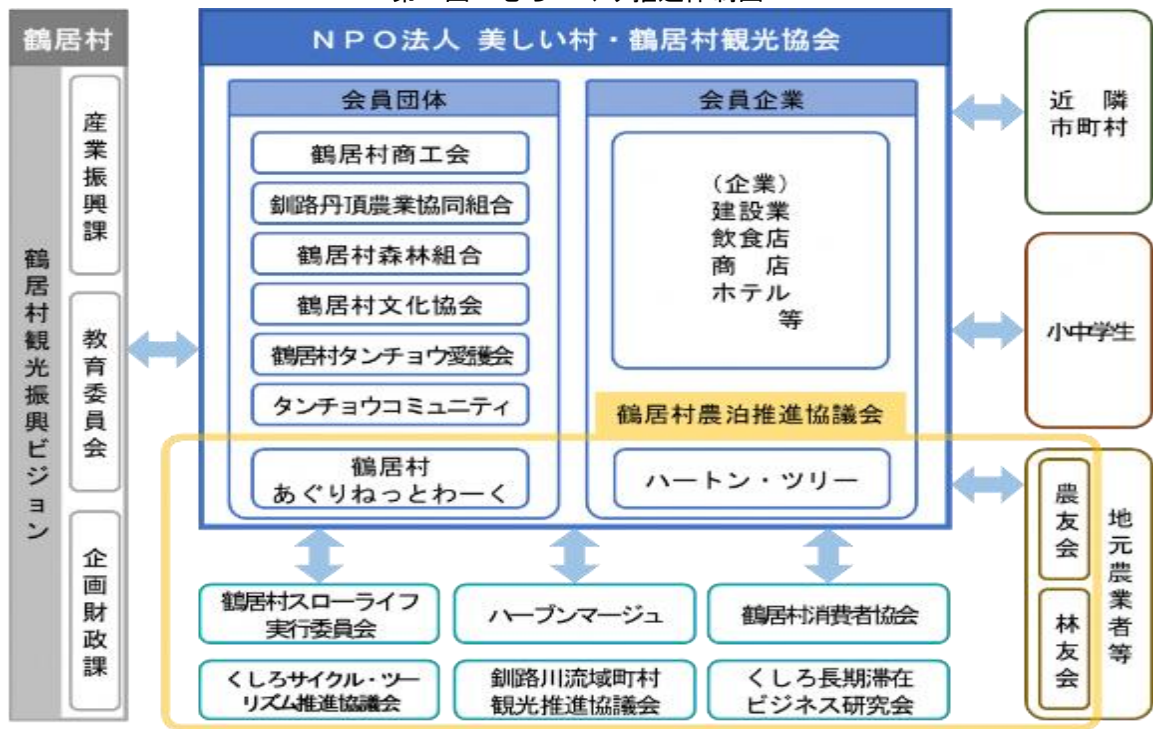 鶴居村
鶴居村観光振興ビジョン
産業振興課
教育委員会
企画財政課
NPO法人 美しい村・鶴居村観光協会
会員団体
鶴居村商工会
釧路丹頂農業協同組合
鶴居村森林組合
鶴居村文化協会
鶴居村タンチョウ愛護会
タンチョウコミュニティ
鶴居村
あぐりねっとわーく
会員企業
(企業)
建設業
飲食店
商 店
ホテル
等
鶴居村農泊推進協議会
ハートン・ツリー
近 隣
市町村
小中学生
農友会
林友会
地元農業者等
鶴居村スローライフ
実行委員会
ハーブンマージュ
鶴居村消費者協会
くしろサイクル・ツー
リズム推進協議会
釧路川流域町村
観光推進協議会
くしろ長期滞在
ビジネス研究会